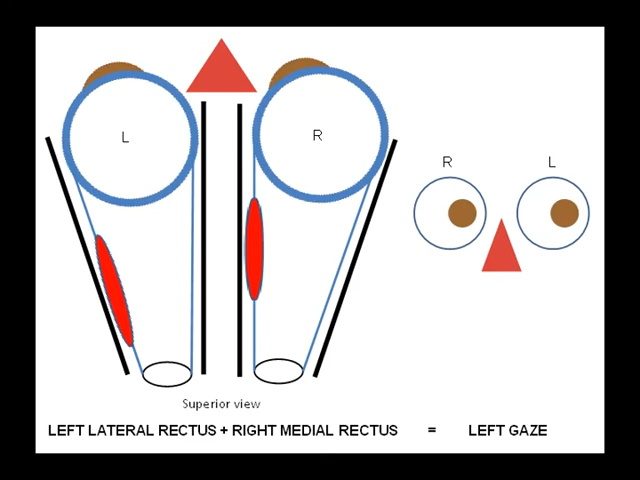 L
R
R L
Superior view
LEFT LATERAL RECTUS + RIGHT MEDIAL RECTUS = LEFT GAZE